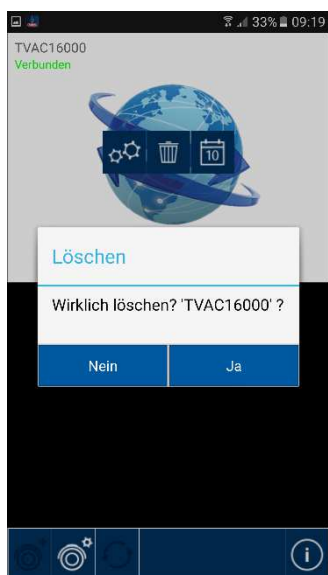 33% 09:19
TVAC16000
Verbunden
10
Löschen
Wirklich löschen? 'TVAC16000' ?
Nein Ja